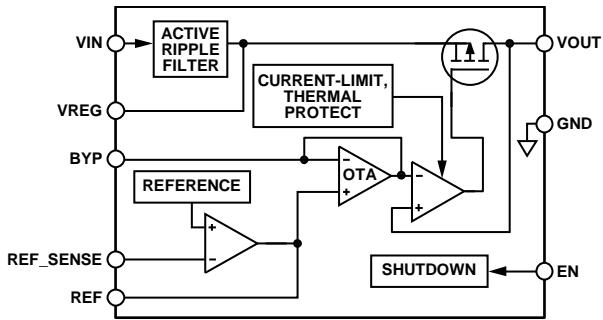 VIN
ACTIVE
RIPPLE
FILTER
VOUT
CURRENT-LIMIT,
THERMAL
PROTECT
VREG
GND
BYP
REFERENCE
–
OTA
+
–
+
+
–
REF_SENSE
SHUTDOWN
EN
REF